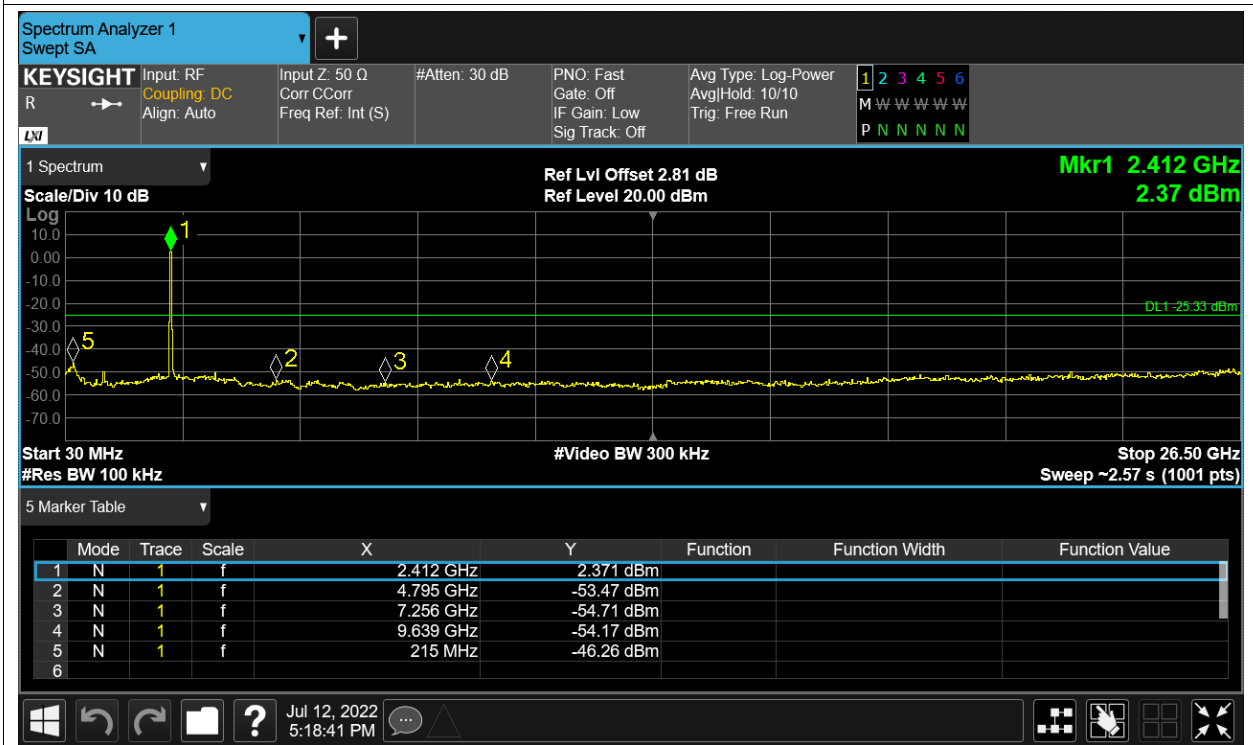 Spectrum Analyzer 1
Swept SA
KEYSIGHT Input: RF Input Z: 50 Ω #Atten: 30 dB PNO: Fast Avg Type: Log-Power 1 2 3 4 5 6
R Coupling: DC Corr CCorr Gate: Off Avg|Hold: 10/10 M W W W W W
Align: Auto Freq Ref: Int (S) IF Gain: Low Trig: Free Run
LXI Sig Track: Off P N N N N N
1 Spectrum Ref Lvl Offset 2.81 dB Mkr1 2.412 GHz
Scale/Div 10 dB Ref Level 20.00 dBm 2.37 dBm
Log
10.0
0.00
-10.0
-20.0
-30.0
-40.0
-50.0
-60.0
-70.0
1
DL1 -25.33 dBm
5 2 3 4
Start 30 MHz #Video BW 300 kHz Stop 26.50 GHz
#Res BW 100 kHz Sweep ~2.57 s (1001 pts)
5 Marker Table
Mode Trace Scale X Y Function Function Width Function Value
1 N 1 f 2.412 GHz 2.371 dBm
2 N 1 f 4.795 GHz -53.47 dBm
3 N 1 f 7.256 GHz -54.71 dBm
4 N 1 f 9.639 GHz -54.17 dBm
5 N 1 f 215 MHz -46.26 dBm
6
? Jul 12, 2022
5:18:41 PM